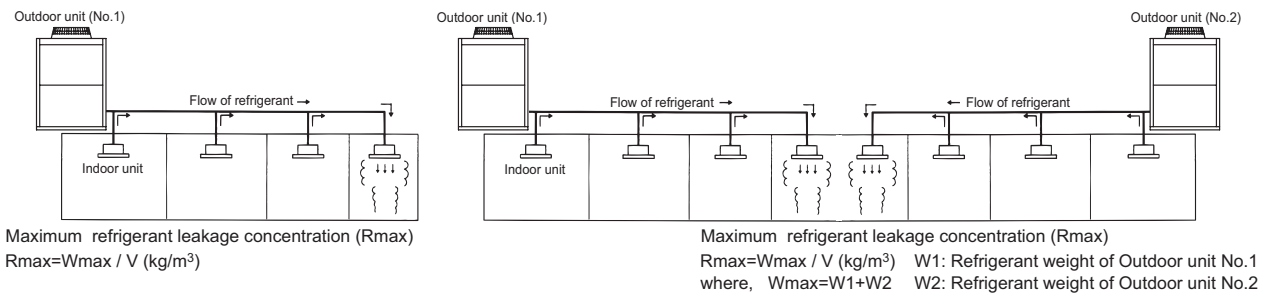 Outdoor unit (No.1)
Flow of refrigerant →
Indoor unit
Maximum refrigerant leakage concentration (Rmax)
Rmax=Wmax / V (kg/m³)
Outdoor unit (No.1)
Outdoor unit (No.2)
Flow of refrigerant →
← Flow of refrigerant
Indoor unit
Maximum refrigerant leakage concentration (Rmax)
Rmax=Wmax / V (kg/m³) W1: Refrigerant weight of Outdoor unit No.1
where, Wmax=W1+W2 W2: Refrigerant weight of Outdoor unit No.2